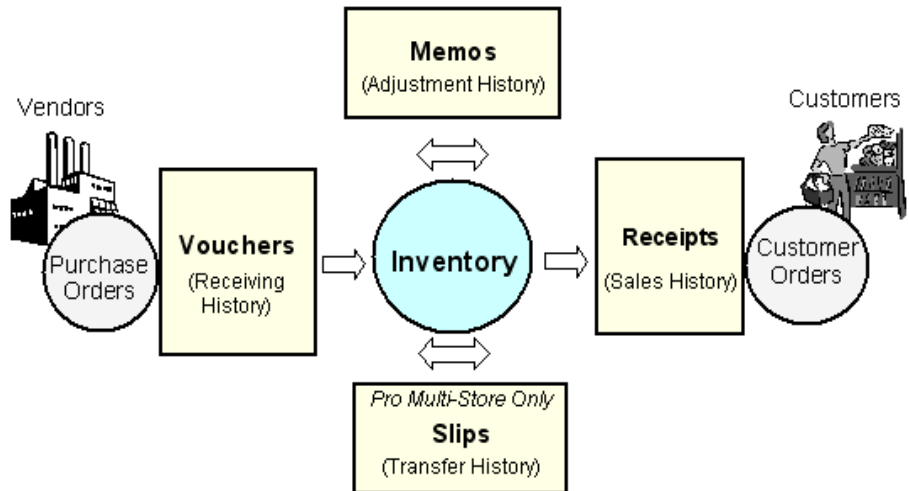 Memos
(Adjustment History)
Vendors
Customers
Purchase
Orders
Vouchers
(Receiving
History)
Inventory
Receipts
(Sales History)
Customer
Orders
Pro Multi-Store Only
Slips
(Transfer History)